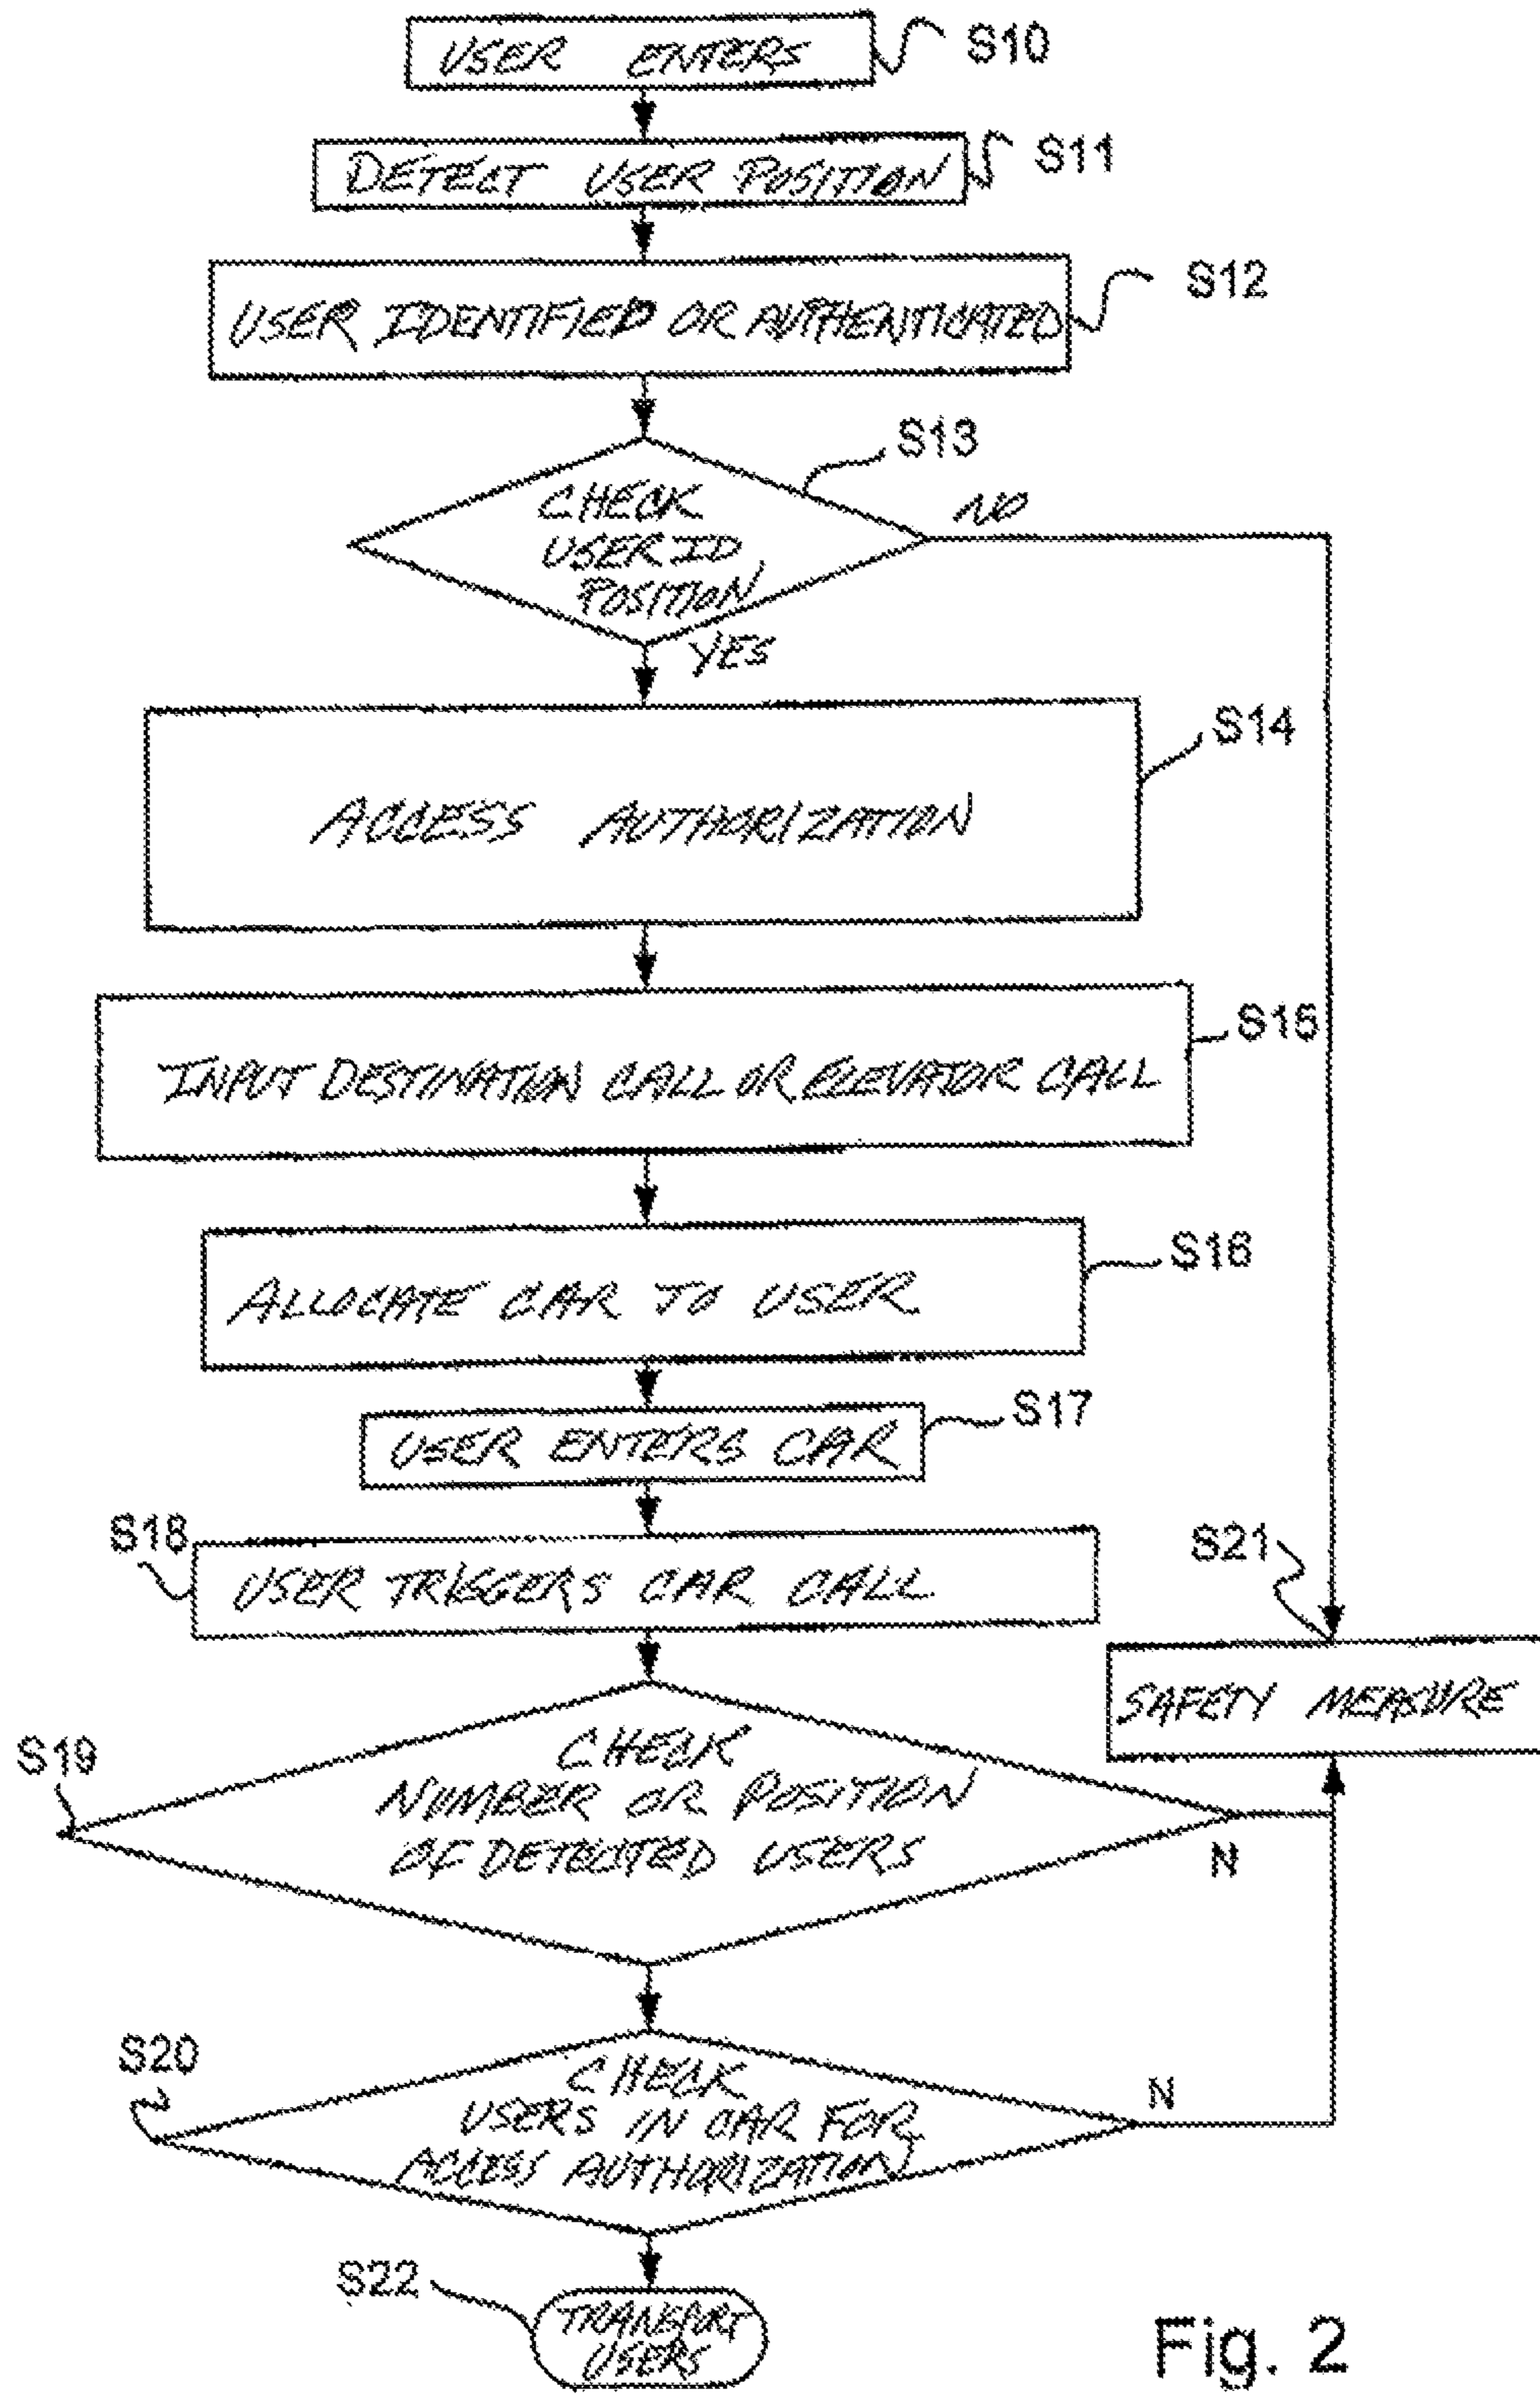 USER ENTERS
S10
DETECT USER POSITION
S11
USER IDENTIFIED OR AUTHENTICATED
S12
S13
CHECK
USER ID
POSITION
NO
YES
S14
ACCESS AUTHORIZATION
S15
INPUT DESTINATION CALL OR ELEVATOR CALL
S16
ALLOCATE CAR TO USER
S17
USER ENTERS CAR
S18
USER TRIGGERS CAR CALL
S21
SAFETY MEASURE
S19
CHECK
NUMBER OR POSITION
OF DETECTED USERS
N
S20
CHECK
USERS IN CAR FOR
ACCESS AUTHORIZATION
N
S22
TRANSPORT
USERS
Fig. 2